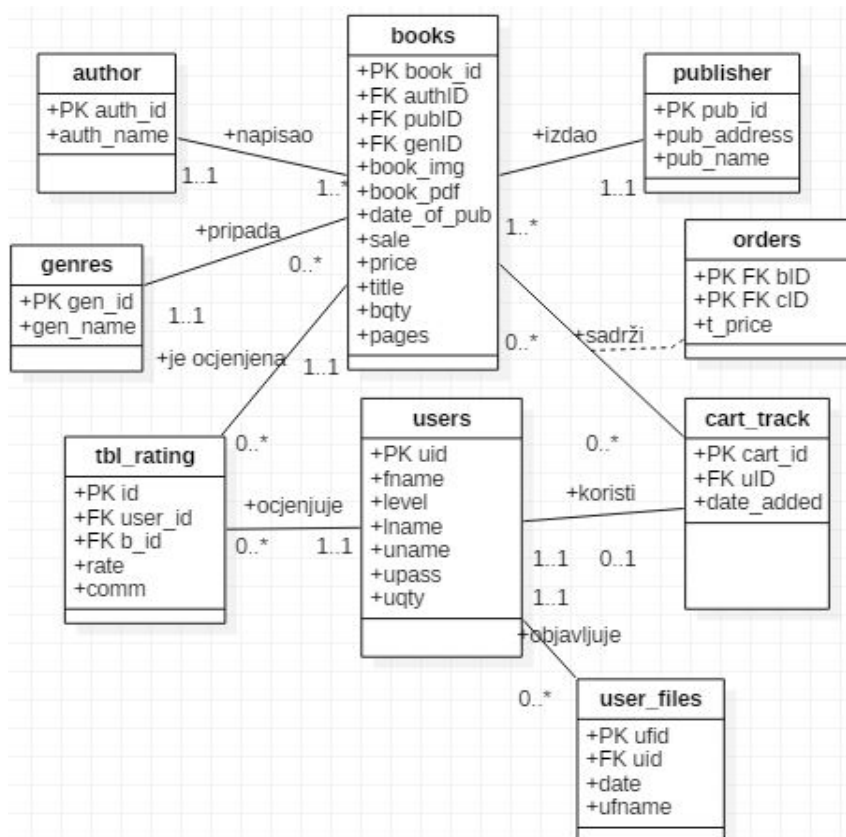 books
+PK book_id
+FK authID
+FK pubID
+FK genID
+book_img
+book_pdf
+date_of_pub
+sale
+price
+title
+bqty
+pages
author
+PK auth_id
+auth_name
publisher
+PK pub_id
+pub_address
+pub_name
+napisao
1..1
1..*
+izdao
1..1
1..*
+pripada
0..*
1..1
genres
+PK gen_id
+gen_name
orders
+PK FK bID
+PK FK cID
+t_price
+sadrži
0..*
0..*
+je ocjenjena
1..1
0..*
tbl_rating
+PK id
+FK user_id
+FK b_id
+rate
+comm
users
+PK uid
+fname
+level
+lname
+uname
+upass
+uqty
cart_track
+PK cart_id
+FK uID
+date_added
+ocjenjuje
0..*
1..1
+koristi
1..1
0..1
1..1
+objavljuje
0..*
user_files
+PK ufid
+FK uid
+date
+ufname